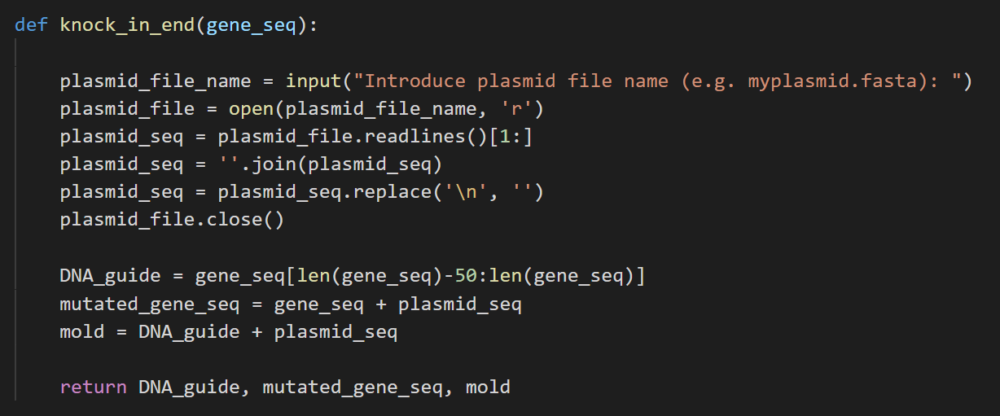 def knock_in_end(gene_seq):
plasmid_file_name = input("Introduce plasmid file name (e.g. myplasmid.fasta): ")
plasmid_file = open(plasmid_file_name, 'r')
plasmid_seq = plasmid_file.readlines()[1:]
plasmid_seq = ''.join(plasmid_seq)
plasmid_seq = plasmid_seq.replace('\n', '')
plasmid_file.close()
DNA_guide = gene_seq[len(gene_seq)-50:len(gene_seq)]
mutated_gene_seq = gene_seq + plasmid_seq
mold = DNA_guide + plasmid_seq
return DNA_guide, mutated_gene_seq, mold